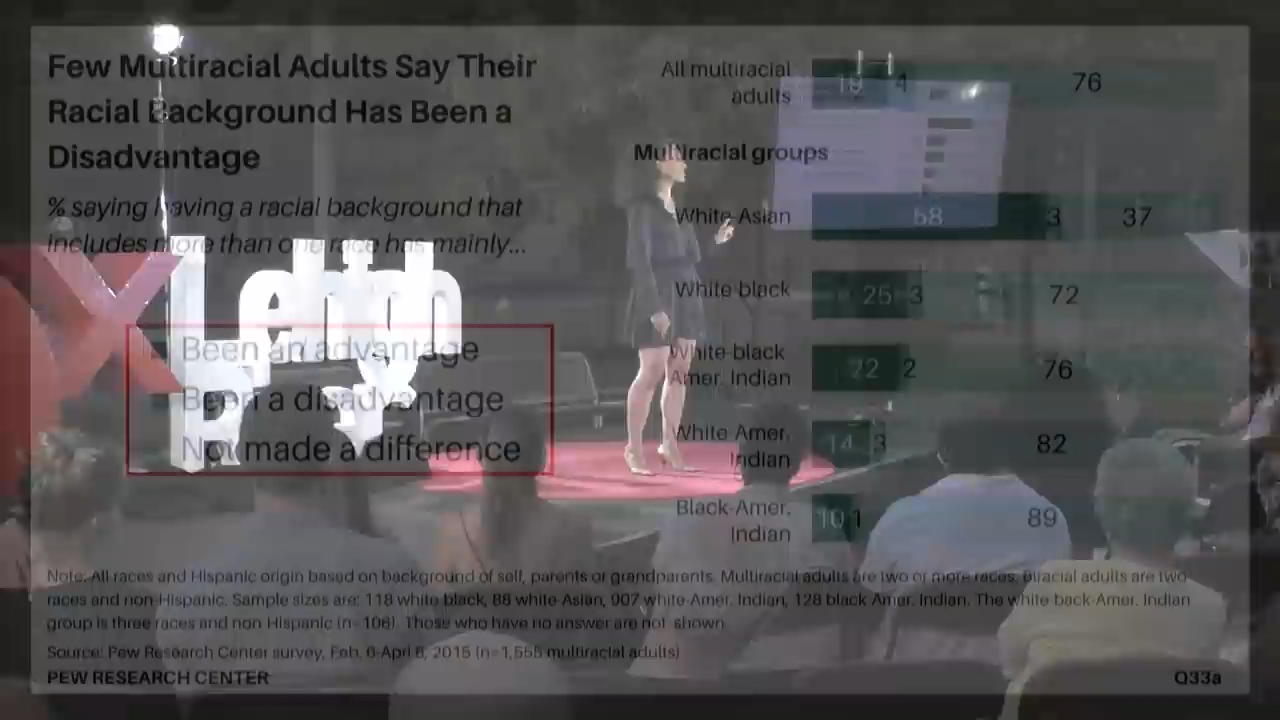 Few Multiracial Adults Say Their
Racial Background Has Been a
Disadvantage
% saying having a racial background that
includes more than one race has mainly...
Been an advantage
Been a disadvantage
Not made a difference
All multiracial
adults
19 4 76
Multiracial groups
White-Asian
58 3 37
White-black
25 3 72
White-black
Amer. Indian
22 2 76
White Amer.
Indian
14 3 82
Black-Amer.
Indian
10 1 89
Note: All races and Hispanic origin based on background of self, parents or grandparents. Multiracial adults are two or more races. Biracial adults are two
races and non-Hispanic. Sample sizes are: 118 white black, 88 white-Asian, 907 white-Amer. Indian, 128 black Amer. Indian. The white back-Amer. Indian
group is three races and non Hispanic (n=106). Those who have no answer are not shown.
Source: Pew Research Center survey, Feb. 6-April 6, 2015 (n=1,555 multiracial adults)
PEW RESEARCH CENTER
Q33a
X
Lehigh